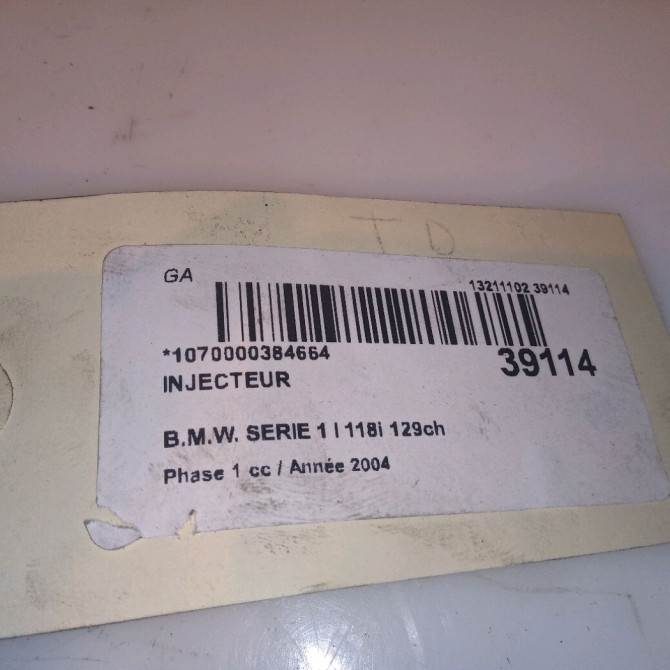 T D
GA
13211102 39114
*1070000384664
39114
INJECTEUR
B.M.W. SERIE 1 I 118i 129ch
Phase 1 cc / Année 2004